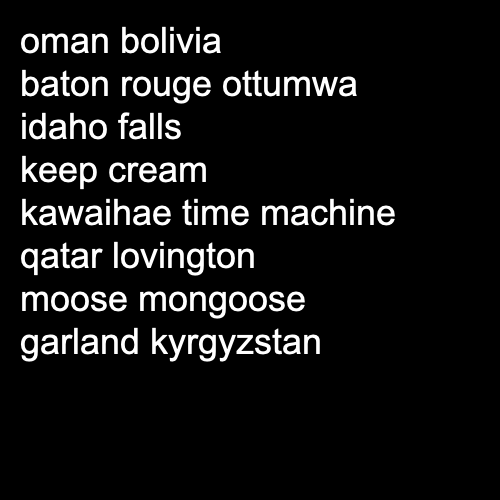 oman bolivia
baton rouge ottumwa
idaho falls
keep cream
kawaihae time machine
qatar lovington
moose mongoose
garland kyrgyzstan